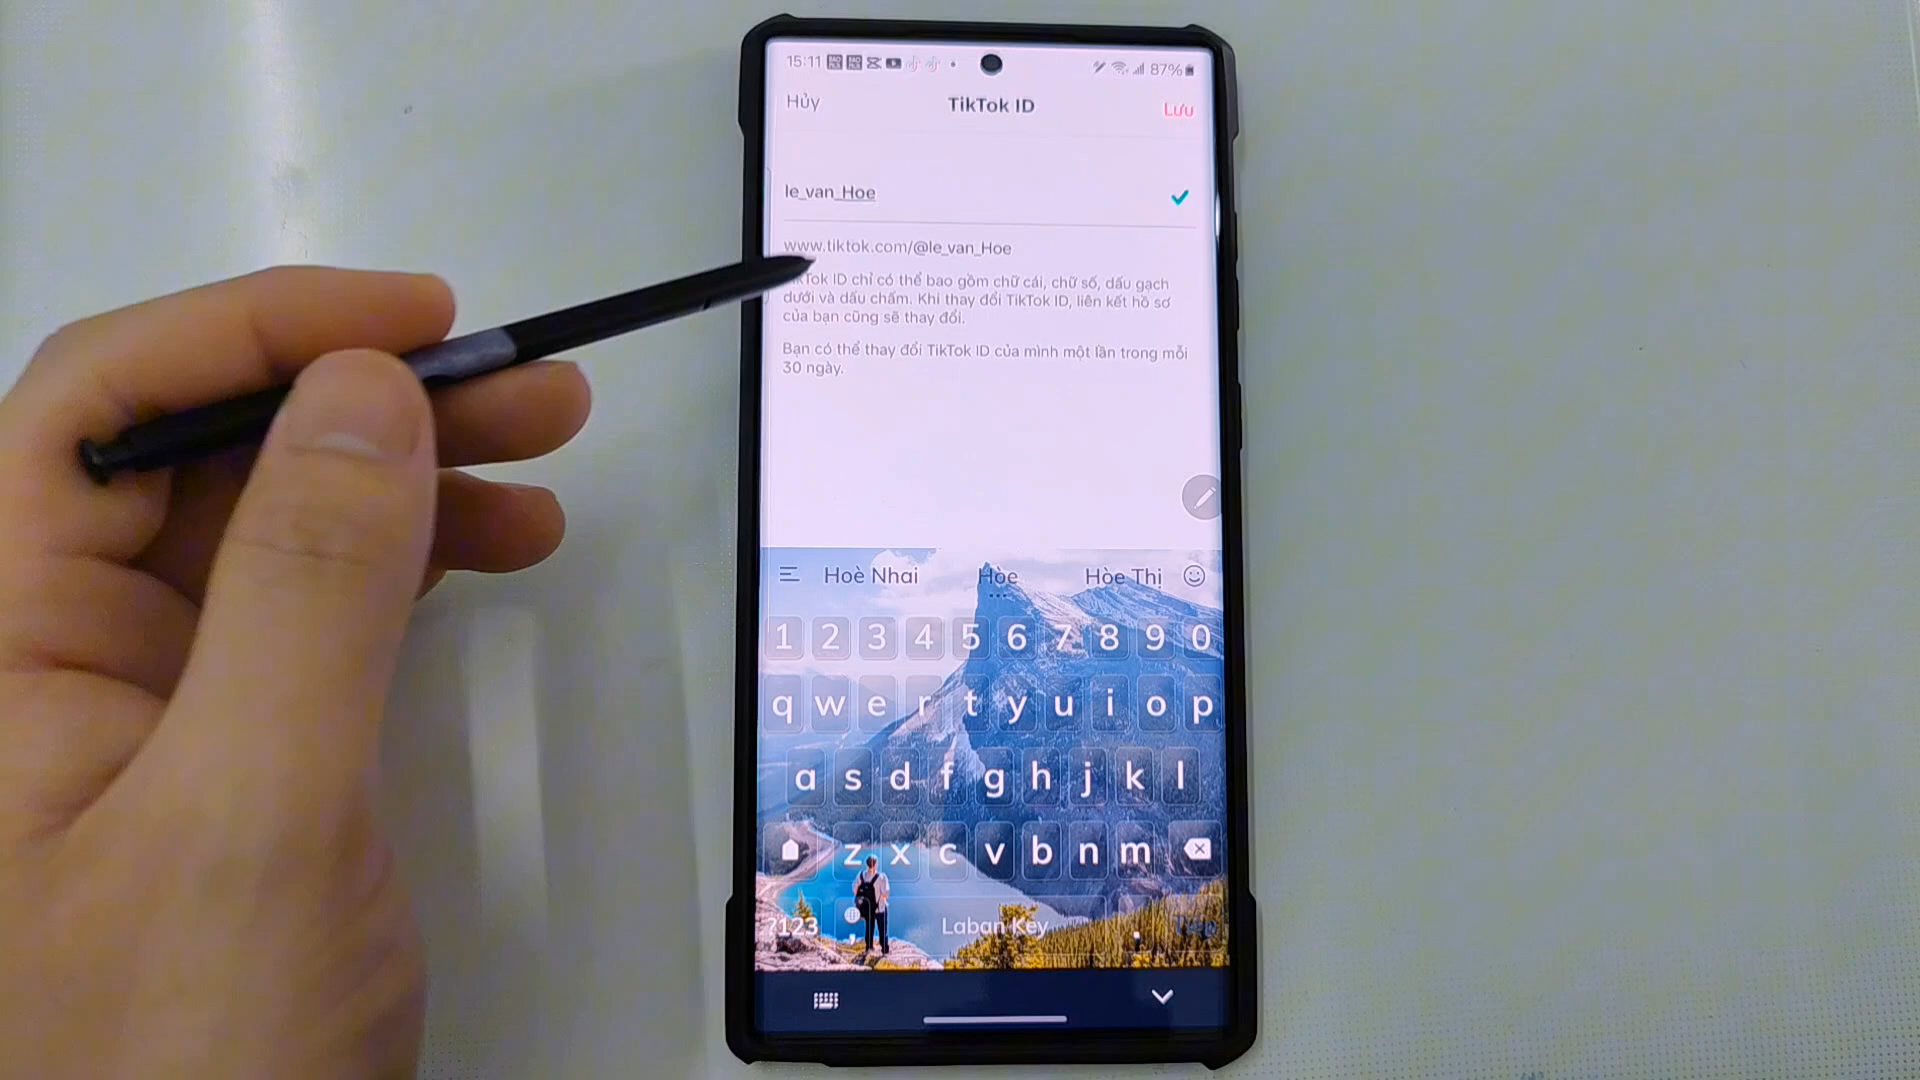 15:11 87%
Hủy TikTok ID Lưu
le_van_Hoe
www.tiktok.com/@le_van_Hoe
TikTok ID chỉ có thể bao gồm chữ cái, chữ số, dấu gạch
dưới và dấu chấm. Khi thay đổi TikTok ID, liên kết hồ sơ
của bạn cũng sẽ thay đổi.
Bạn có thể thay đổi TikTok ID của mình một lần trong mỗi
30 ngày.
Hoè Nhai Hòe Hòe Thị
1 2 3 4 5 6 7 8 9 0
q w e r t y u i o p
a s d f g h j k l
z x c v b n m
?123 , Laban Key .